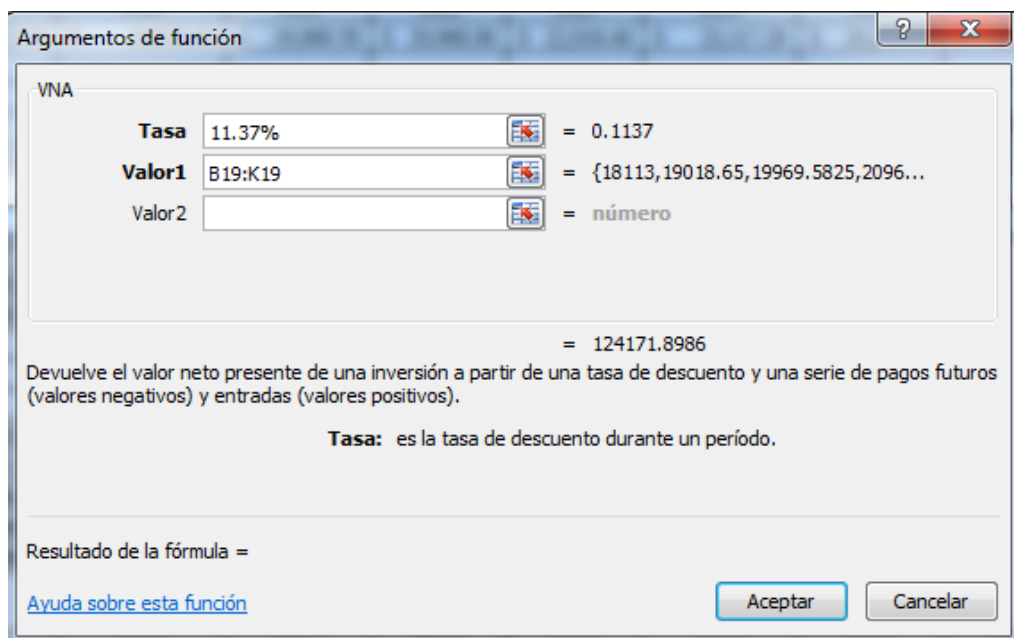 Argumentos de función
VNA
Tasa 11.37% = 0.1137
Valor1 B19:K19 = {18113,19018.65,19969.5825,2096...
Valor2 = número
= 124171.8986
Devuelve el valor neto presente de una inversión a partir de una tasa de descuento y una serie de pagos futuros
(valores negativos) y entradas (valores positivos).
Tasa: es la tasa de descuento durante un período.
Resultado de la fórmula =
Ayuda sobre esta función
Aceptar Cancelar